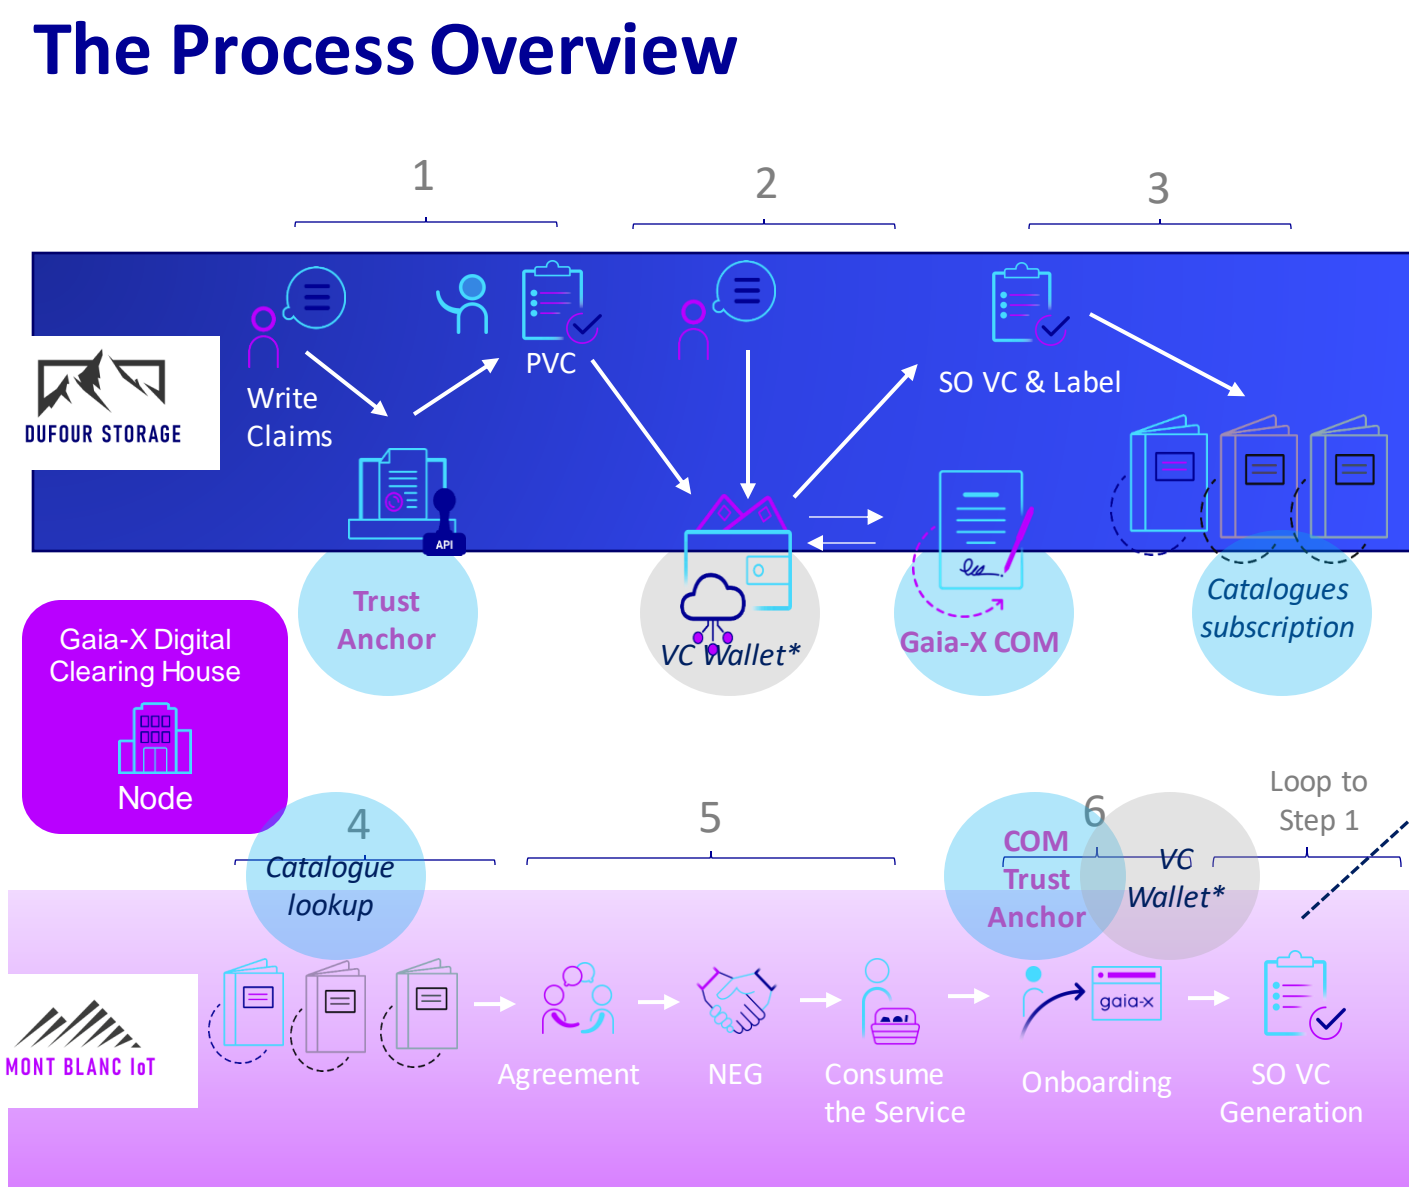 The Process Overview
1
2
3
Write
Claims
PVC
SO VC & Label
DUFOUR STORAGE
API
Trust
Anchor
VC Wallet*
Gaia-X COM
Catalogues
subscription
Gaia-X Digital
Clearing House
Node
4
Catalogue
lookup
5
6
COM
Trust
Anchor
VC
Wallet*
Loop to
Step 1
MONT BLANC IoT
gaia-x
Agreement
NEG
Consume
the Service
Onboarding
SO VC
Generation